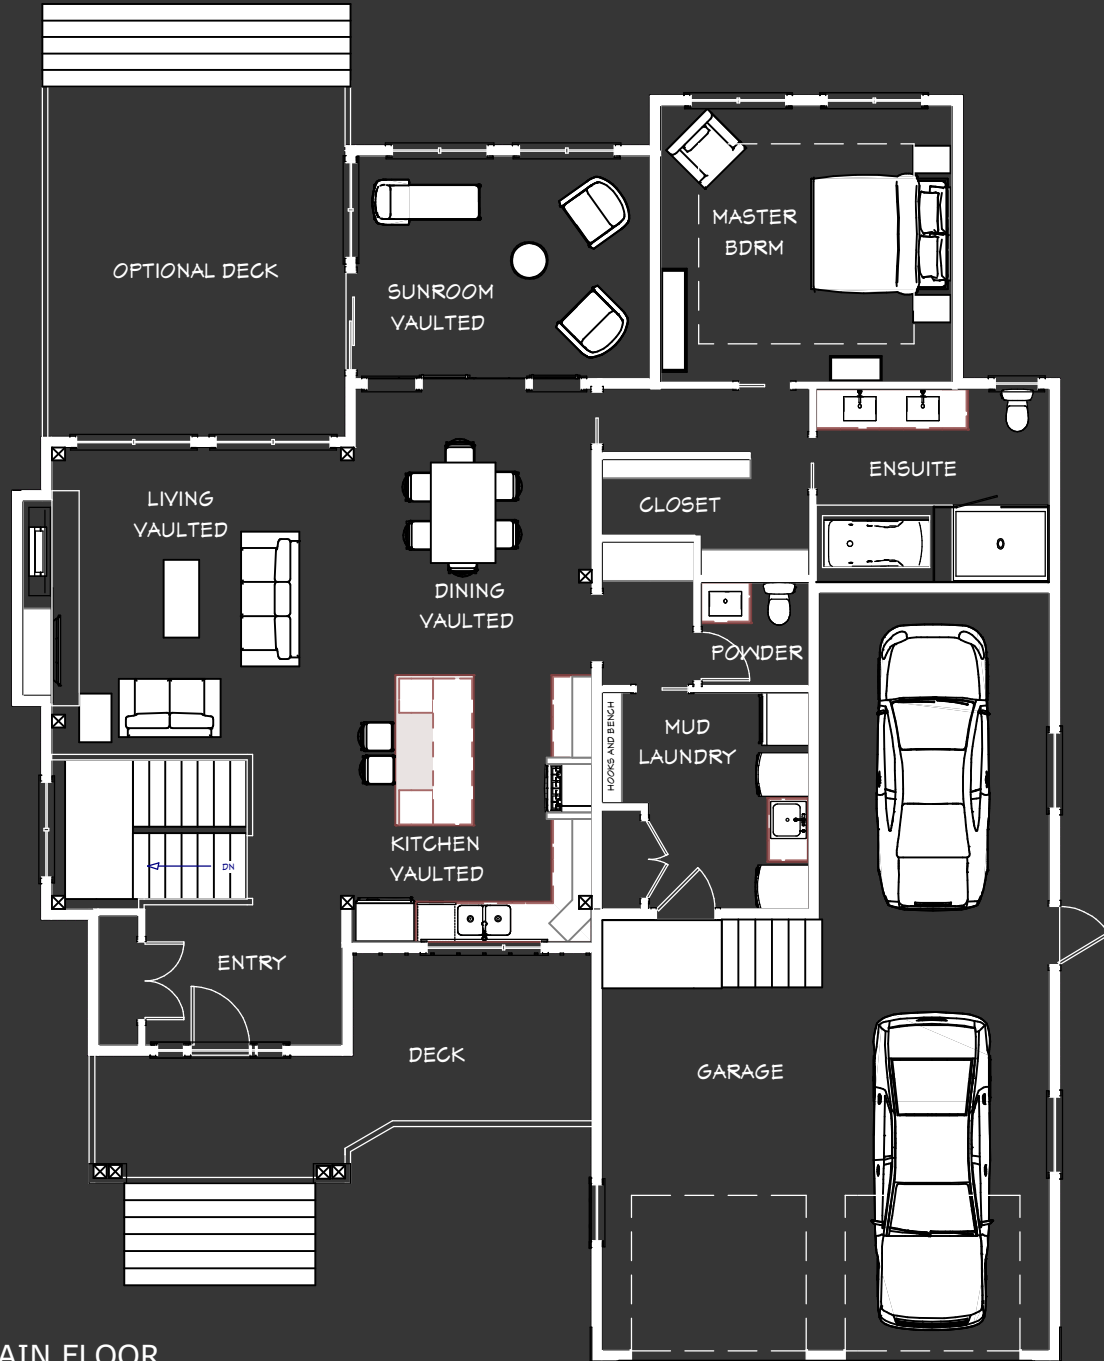 OPTIONAL DECK
SUNROOM
VAULTED
MASTER
BDRM
LIVING
VAULTED
CLOSET
ENSUITE
DINING
VAULTED
POWDER
HOOKS AND BENCH
MUD
LAUNDRY
KITCHEN
VAULTED
DN
ENTRY
DECK
GARAGE
AIN FLOOR